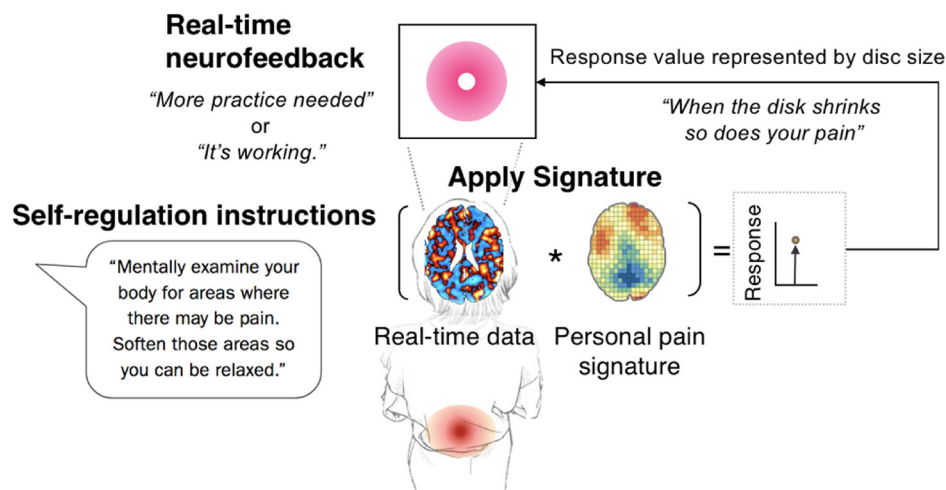 Real-time
neurofeedback
“More practice needed”
or
“It’s working.”
Response value represented by disc size
“When the disk shrinks
so does your pain”
Apply Signature
Self-regulation instructions
“Mentally examine your
body for areas where
there may be pain.
Soften those areas so
you can be relaxed.”
*
=
Response
Real-time data
Personal pain
signature